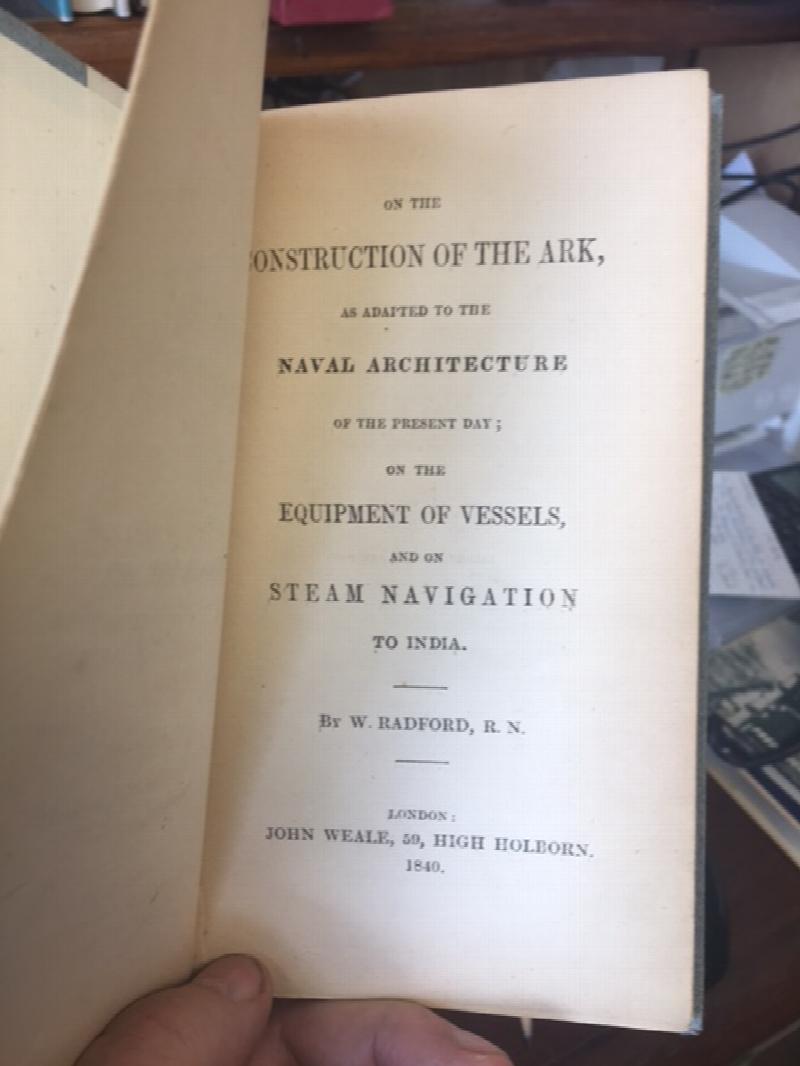 ON THE
CONSTRUCTION OF THE ARK,
AS ADAPTED TO THE
NAVAL ARCHITECTURE
OF THE PRESENT DAY;
ON THE
EQUIPMENT OF VESSELS,
AND ON
STEAM NAVIGATION
TO INDIA.
By W. RADFORD, R. N.
LONDON:
JOHN WEALE, 59, HIGH HOLBORN.
1840.